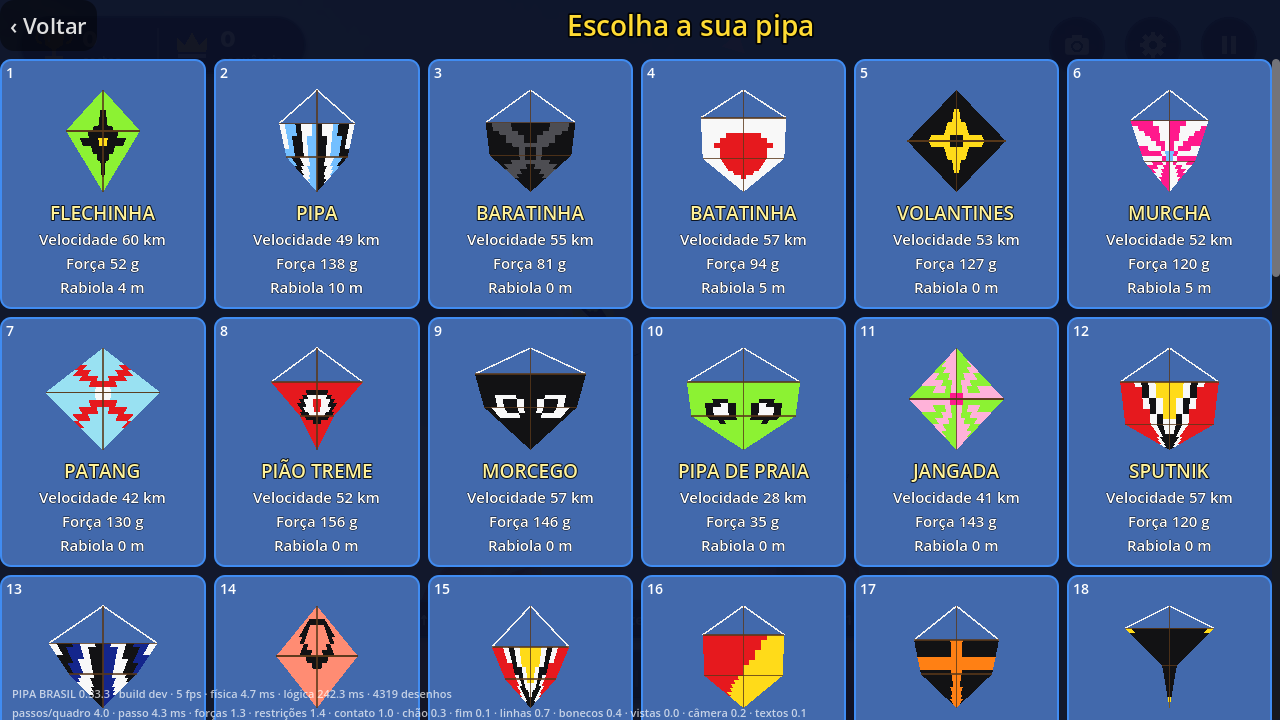 ‹ Voltar
Escolha a sua pipa
1
FLECHINHA
Velocidade 60 km
Força 52 g
Rabiola 4 m
2
PIPA
Velocidade 49 km
Força 138 g
Rabiola 10 m
3
BARATINHA
Velocidade 55 km
Força 81 g
Rabiola 0 m
4
BATATINHA
Velocidade 57 km
Força 94 g
Rabiola 5 m
5
VOLANTINES
Velocidade 53 km
Força 127 g
Rabiola 0 m
6
MURCHA
Velocidade 52 km
Força 120 g
Rabiola 5 m
7
PATANG
Velocidade 42 km
Força 130 g
Rabiola 0 m
8
PIÃO TREME
Velocidade 52 km
Força 156 g
Rabiola 0 m
9
MORCEGO
Velocidade 57 km
Força 146 g
Rabiola 0 m
10
PIPA DE PRAIA
Velocidade 28 km
Força 35 g
Rabiola 0 m
11
JANGADA
Velocidade 41 km
Força 143 g
Rabiola 0 m
12
SPUTNIK
Velocidade 57 km
Força 120 g
Rabiola 0 m
13
14
15
16
17
18
PIPA BRASIL 0.53.3 · build dev · 5 fps · física 4.7 ms · lógica 242.3 ms · 4319 desenhos
passos/quadro 4.0 · passo 4.3 ms · forças 1.3 · restrições 1.4 · contato 1.0 · chão 0.3 · fim 0.1 · linhas 0.7 · bonecos 0.4 · vistas 0.0 · câmera 0.2 · textos 0.1